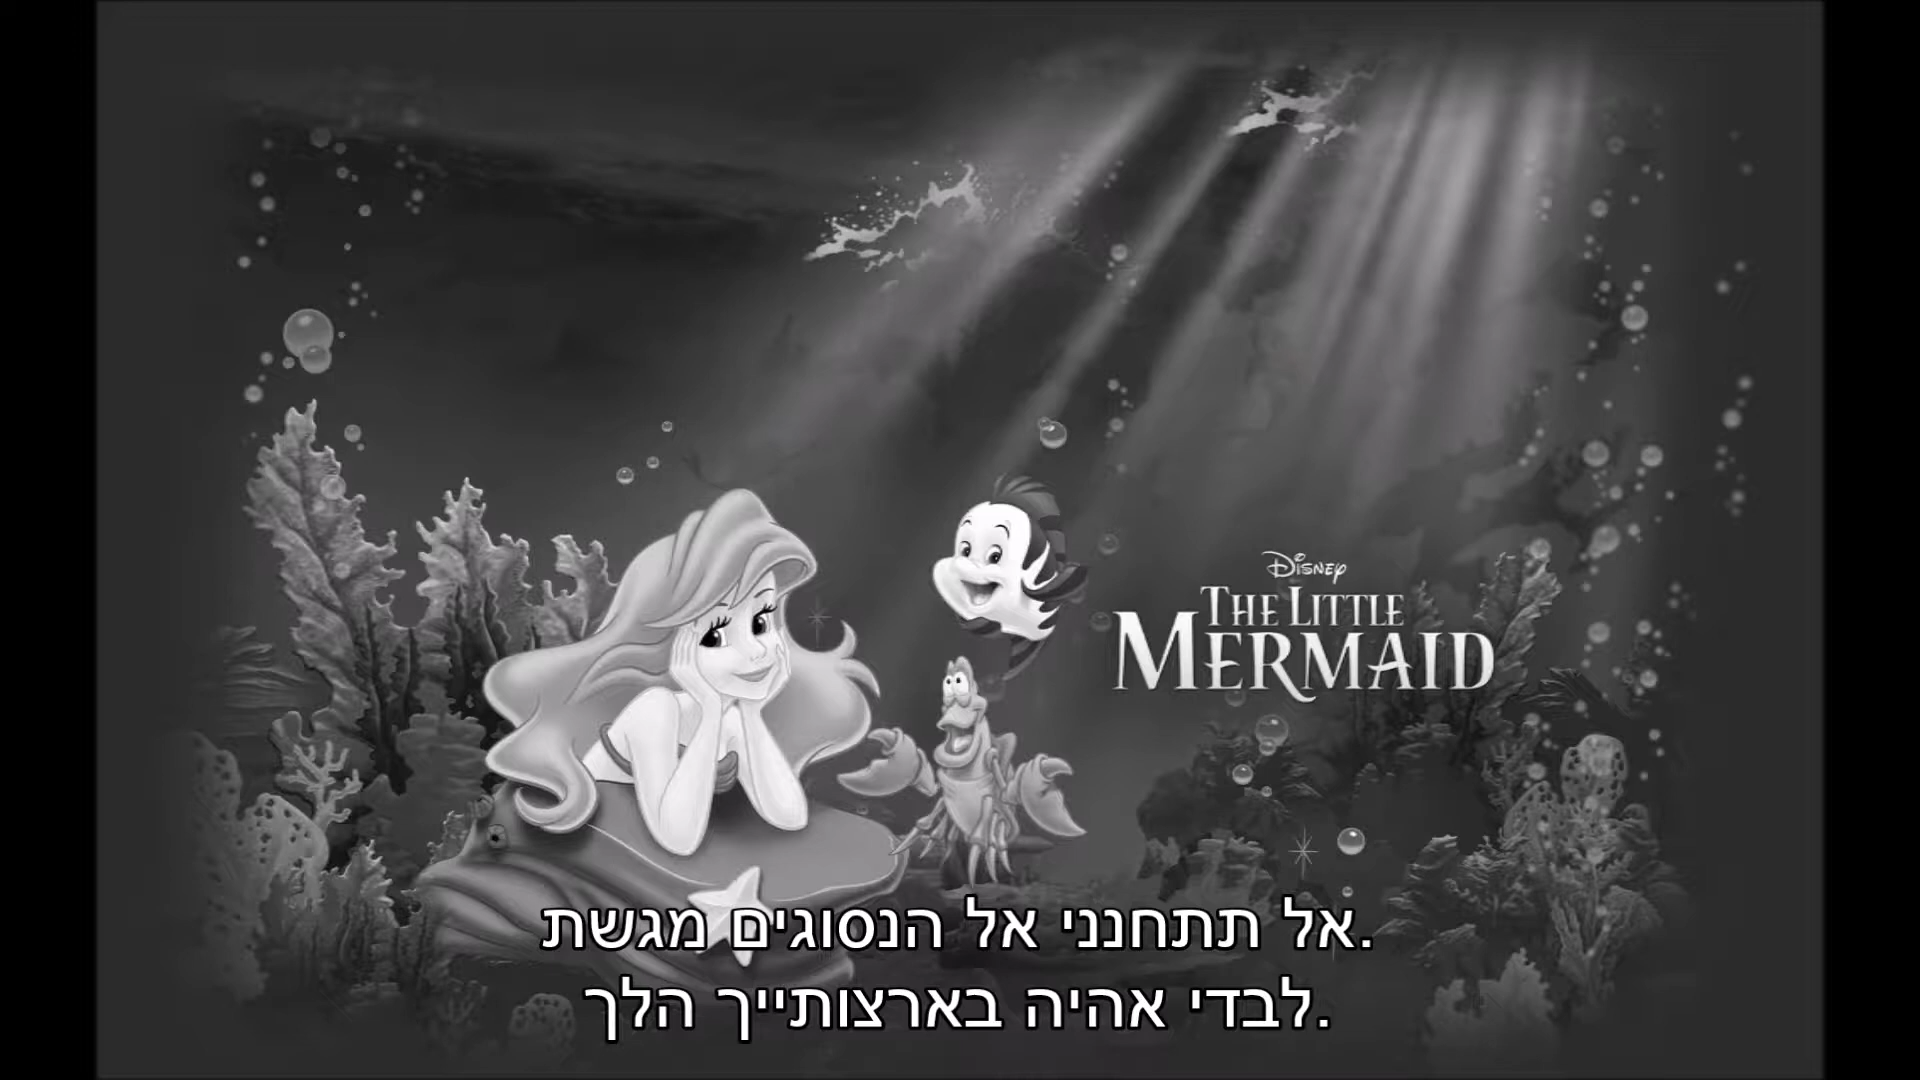 Disney
THE LITTLE
MERMAID
אל תתחנני אל הנסוגים מגשת.
לבדי אהיה בארצותייך הלך.